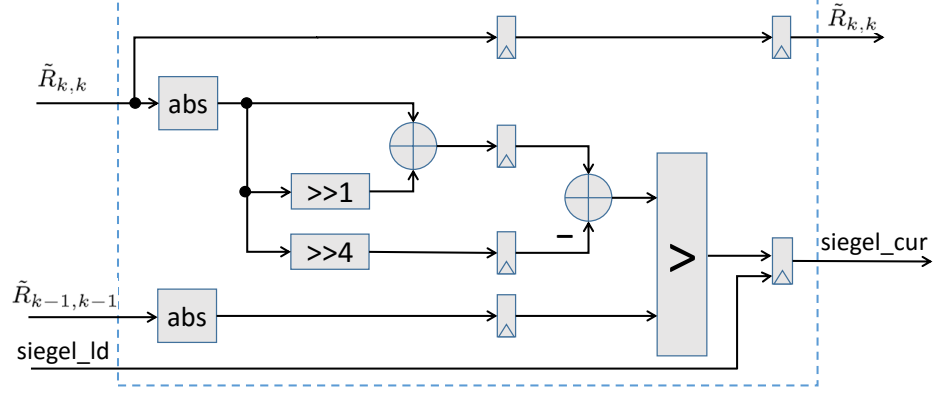 R̃ₖ,ₖ
R̃ₖ,ₖ
abs
>>1
>>4
−
>
siegel_cur
R̃ₖ₋₁,ₖ₋₁
abs
siegel_ld